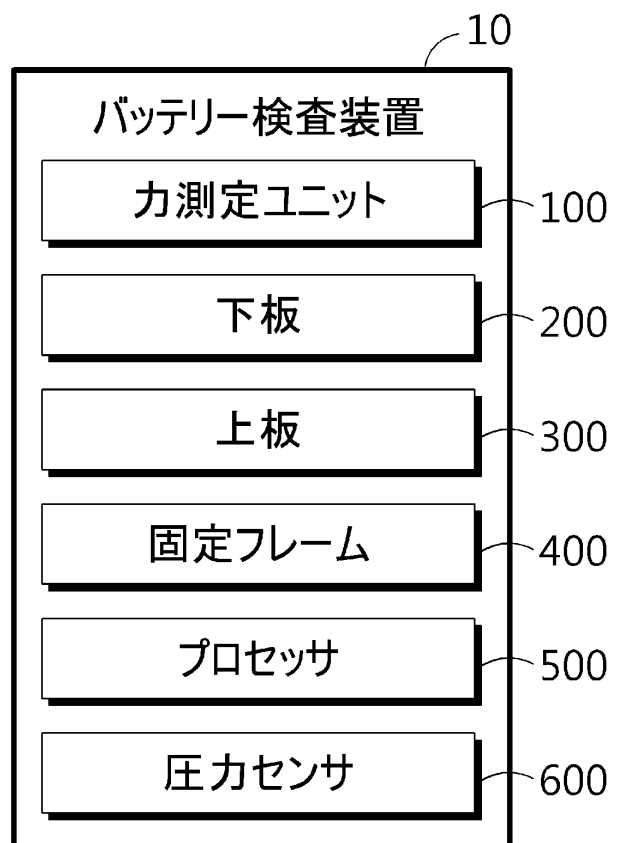 10
バッテリー検査装置
力測定ユニット 100
下板 200
上板 300
固定フレーム 400
プロセッサ 500
圧力センサ 600